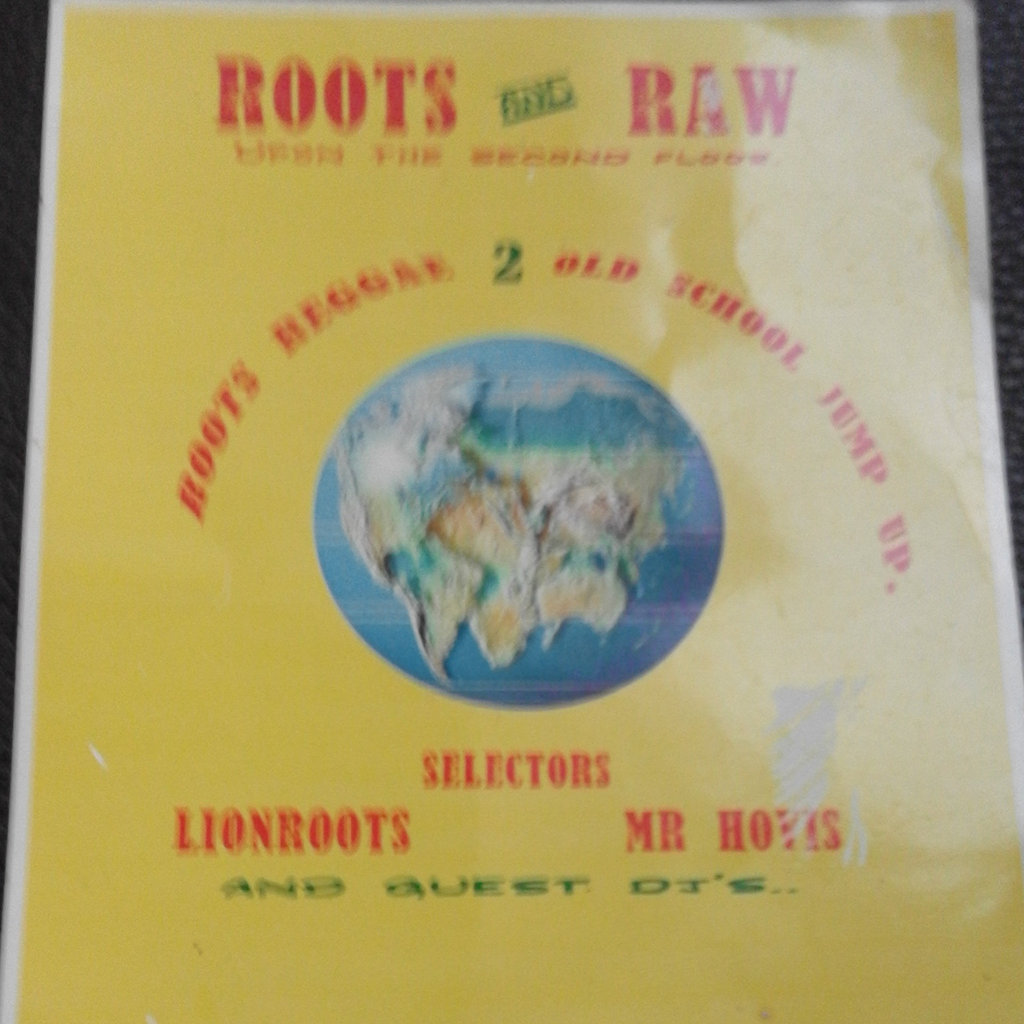 ROOTS AND RAW
UPON THE SECOND FLOOR.
ROOTS REGGAE 2 OLD SCHOOL JUMP UP.
SELECTORS
LIONROOTS MR HOVIS
AND GUEST DJ'S..